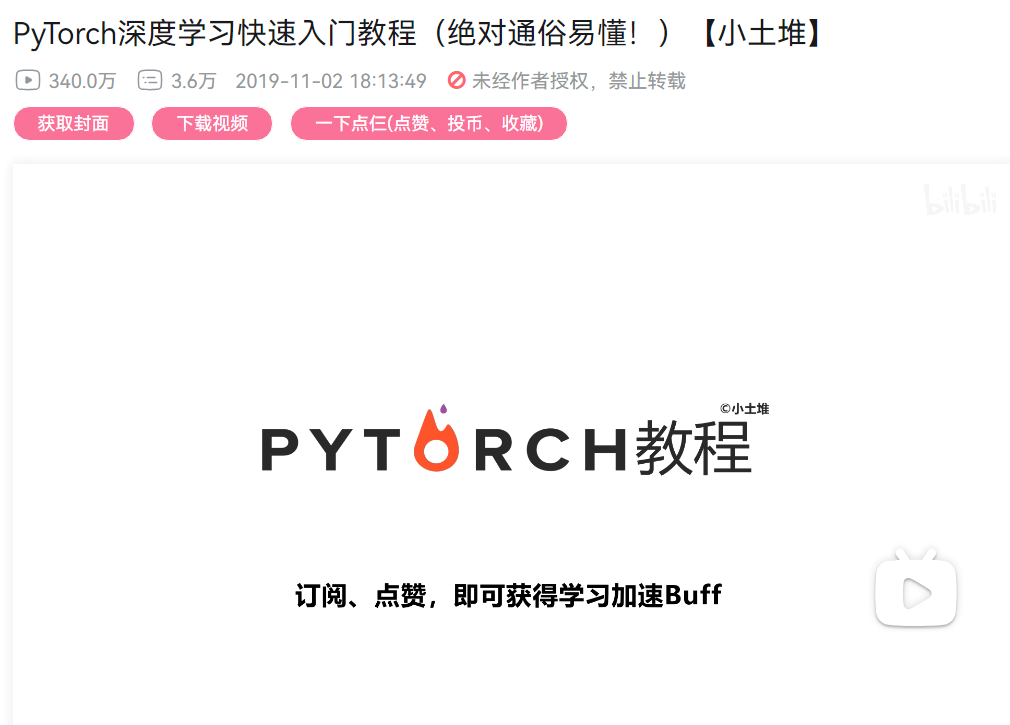 PyTorch深度学习快速入门教程（绝对通俗易懂！）【小土堆】
340.0万 3.6万 2019-11-02 18:13:49 未经作者授权，禁止转载
获取封面 下载视频 一下点仨(点赞、投币、收藏)
bilibili
©小土堆
PYTORCH教程
订阅、点赞，即可获得学习加速Buff